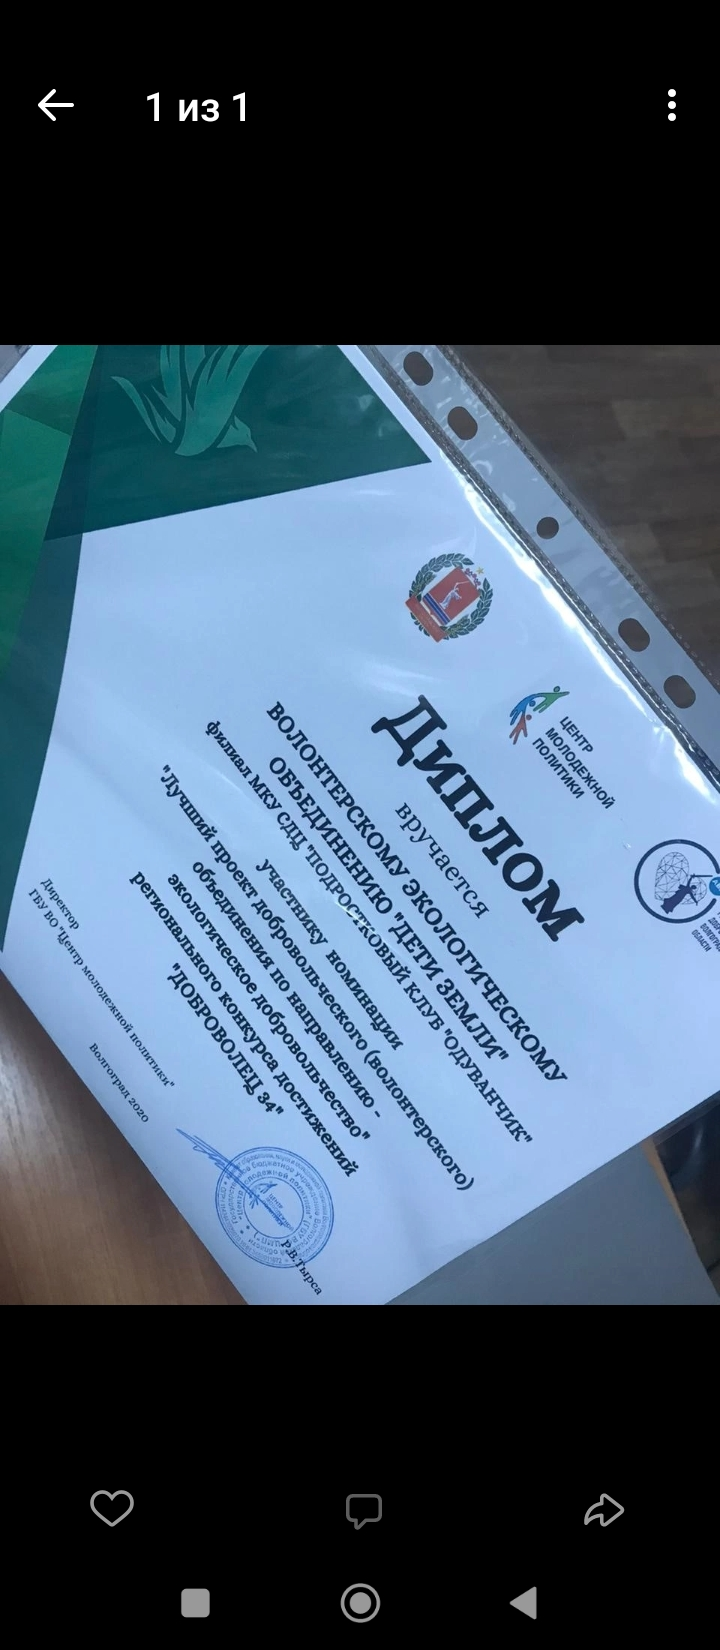 1 из 1
ЦЕНТР
МОЛОДЕЖНОЙ
ПОЛИТИКИ
ВОЛГОГРАДСКОЙ
ОБЛАСТИ
ДИПЛОМ
вручается
ВОЛОНТЕРСКОМУ ЭКОЛОГИЧЕСКОМУ
ОБЪЕДИНЕНИЮ "ДЕТИ ЗЕМЛИ"
филиал МКУ СДЦ "ПОДРОСТКОВЫЙ КЛУБ "ОДУВАНЧИК"
участнику номинации
"Лучший проект добровольческого (волонтерского)
объединения по направлению -
экологическое добровольчество"
регионального конкурса достижений
"ДОБРОВОЛЕЦ 34"
Директор
ГБУ ВО "Центр молодежной политики"
Р.В.Тырса
Волгоград 2020